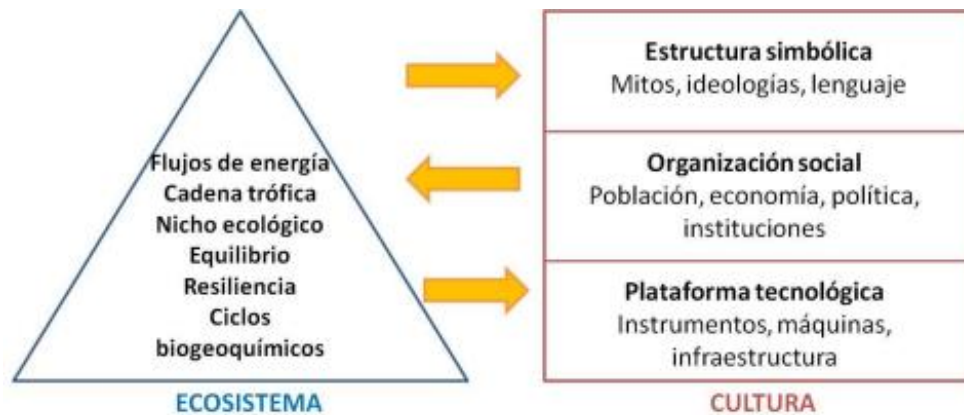 Flujos de energía
Cadena trófica
Nicho ecológico
Equilibrio
Resiliencia
Ciclos
biogeoquímicos
ECOSISTEMA
Estructura simbólica
Mitos, ideologías, lenguaje
Organización social
Población, economía, política,
instituciones
Plataforma tecnológica
Instrumentos, máquinas,
infraestructura
CULTURA